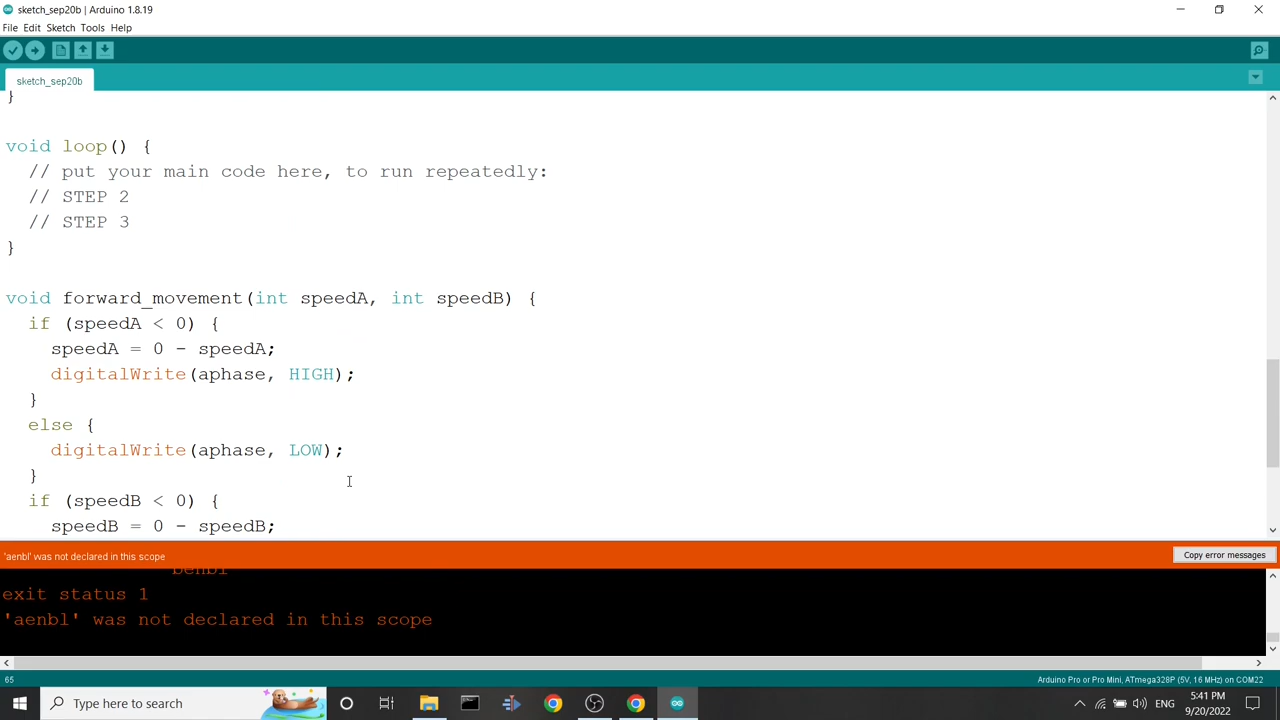 sketch_sep20b | Arduino 1.8.19
File Edit Sketch Tools Help
sketch_sep20b
}
void loop() {
  // put your main code here, to run repeatedly:
  // STEP 2
  // STEP 3
}
void forward_movement(int speedA, int speedB) {
  if (speedA < 0) {
    speedA = 0 - speedA;
    digitalWrite(aphase, HIGH);
  }
  else {
    digitalWrite(aphase, LOW);
  }
  if (speedB < 0) {
    speedB = 0 - speedB;
'aenbl' was not declared in this scope
Copy error messages
benbl
exit status 1
'aenbl' was not declared in this scope
65
Arduino Pro or Pro Mini, ATmega328P (5V, 16 MHz) on COM22
Type here to search
ENG
5:41 PM
9/20/2022